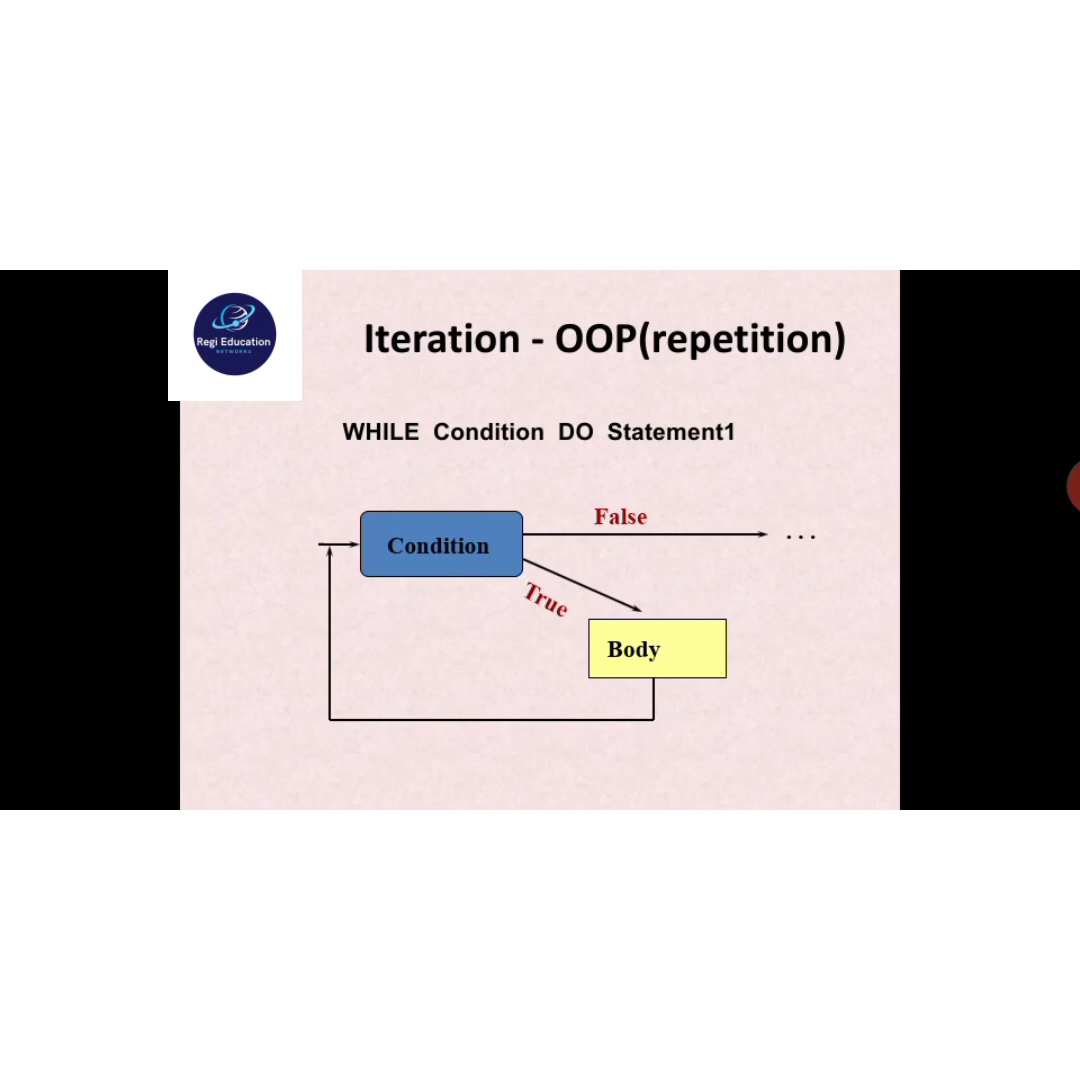 Regi Education
NETWORKS
Iteration - OOP(repetition)
WHILE Condition DO Statement1
False
Condition
...
True
Body